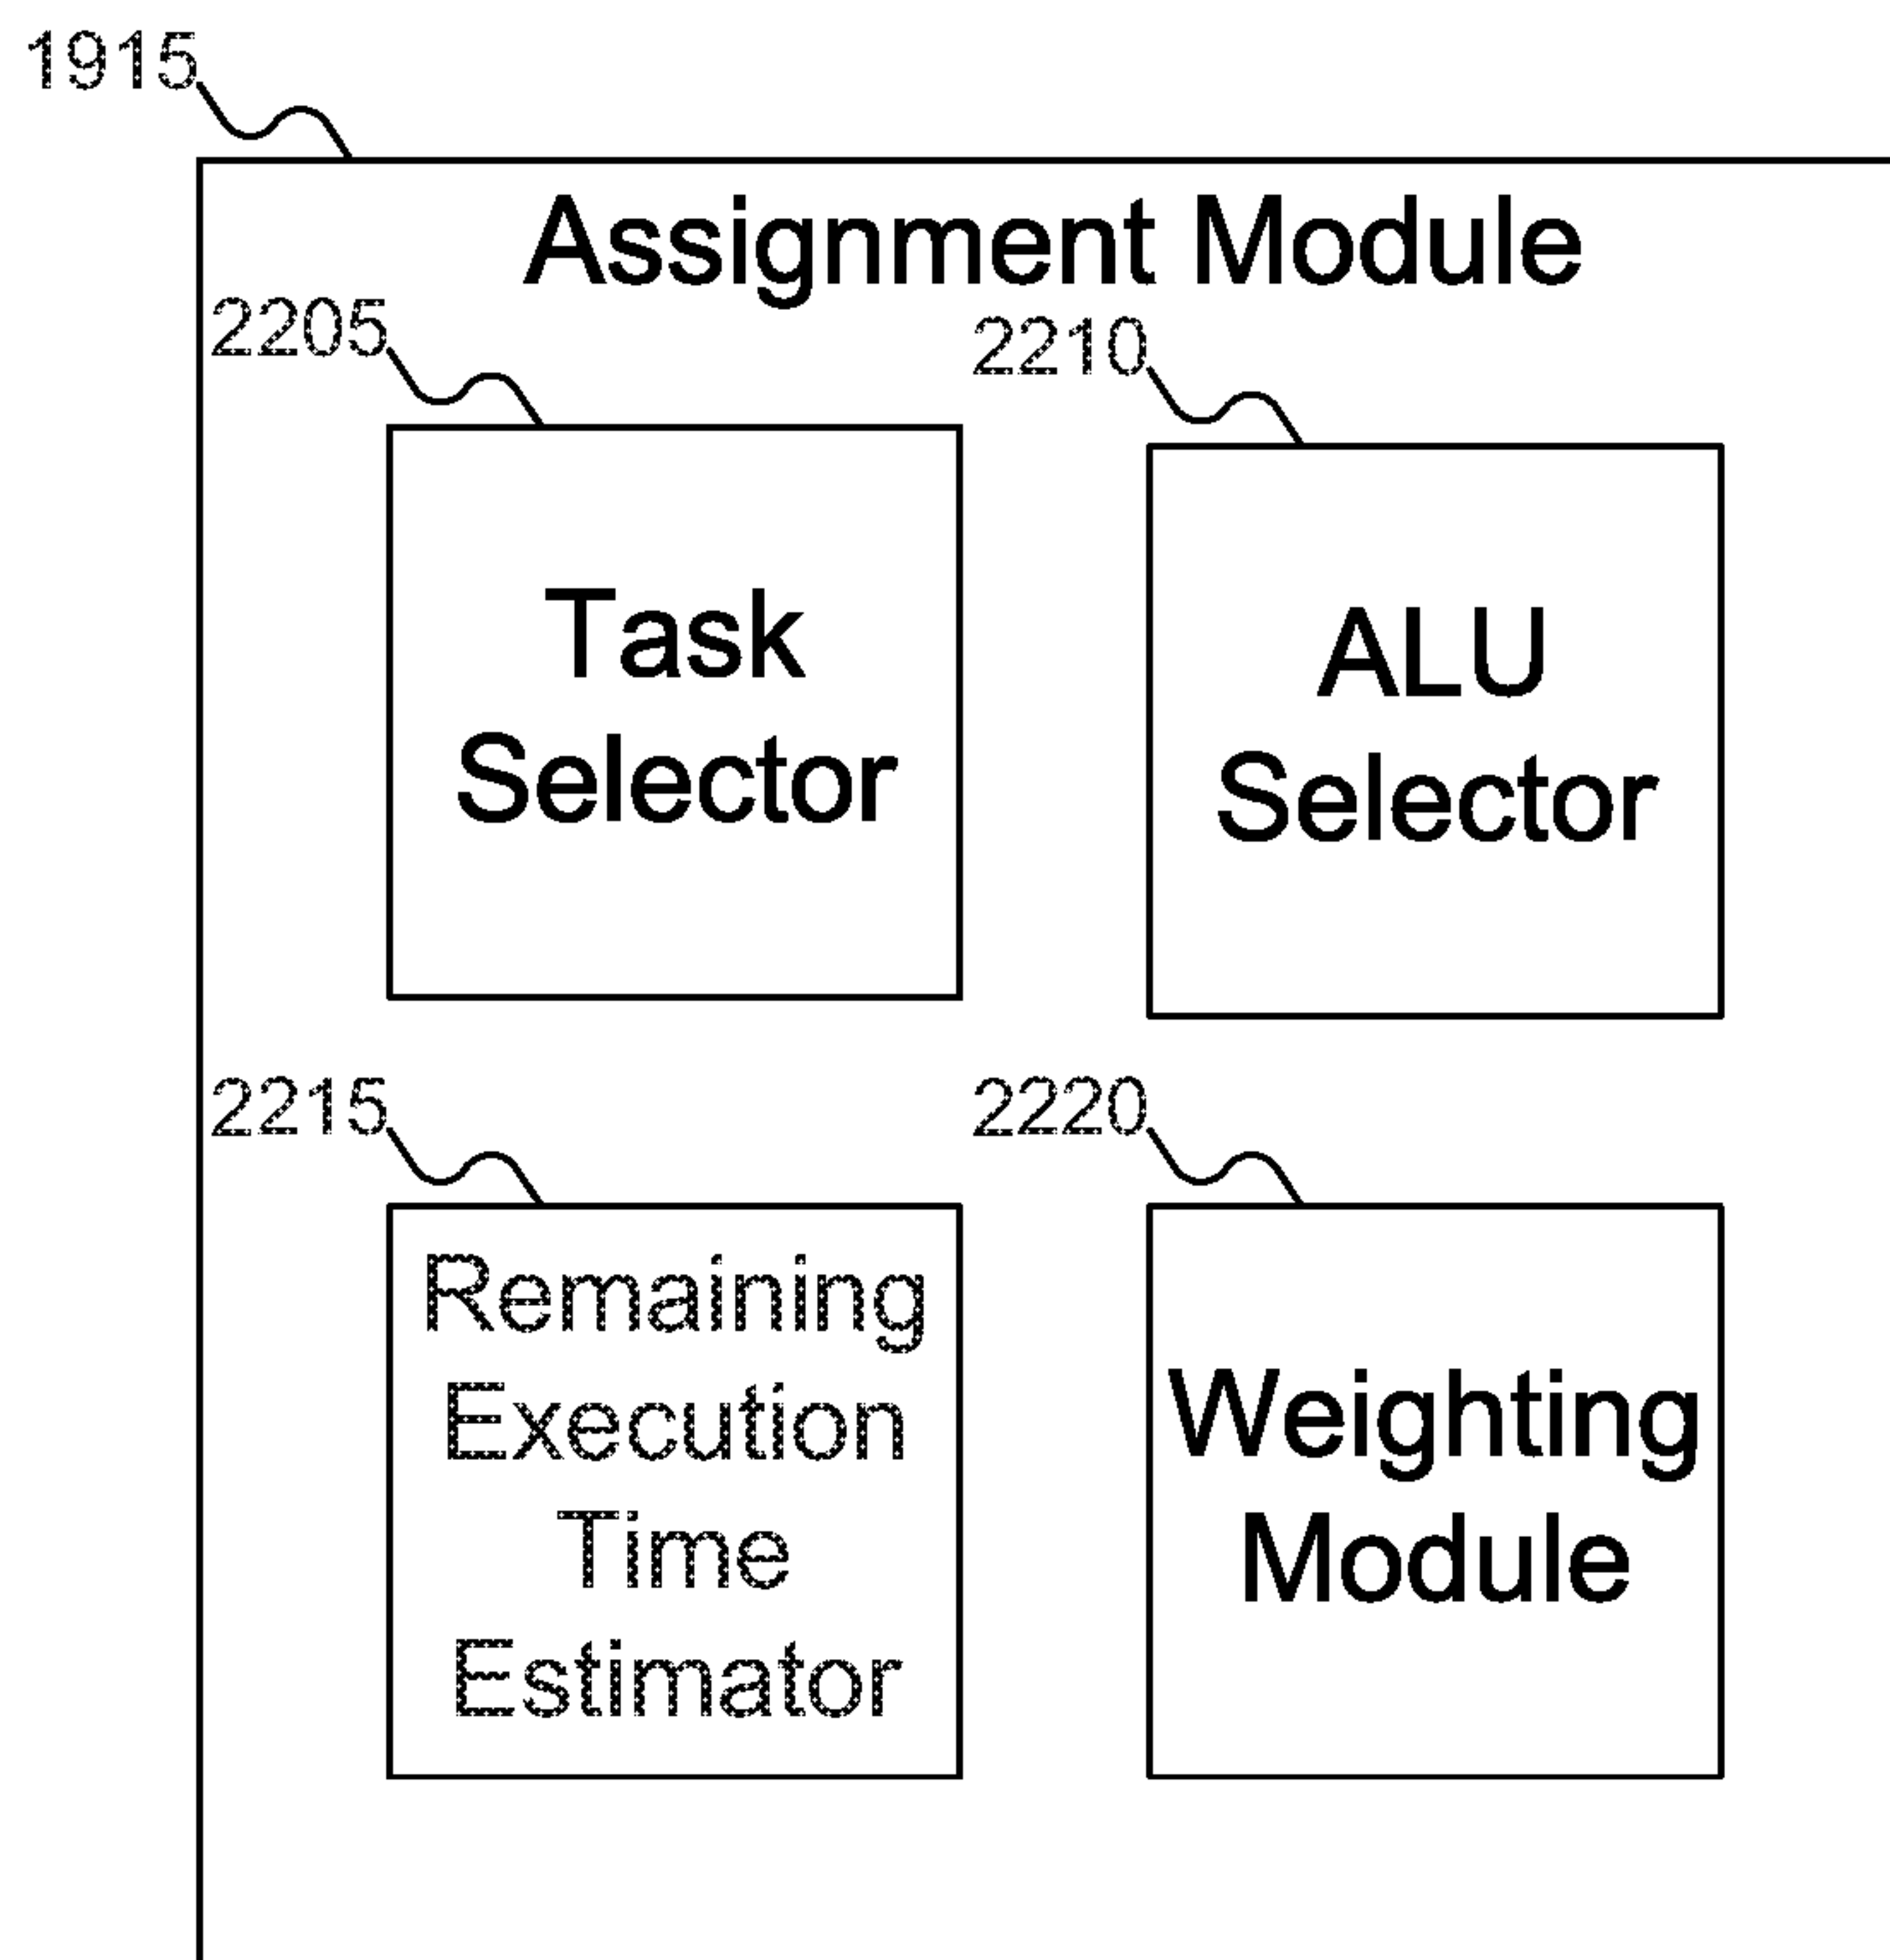 1915
Assignment Module
2205
2210
Task
Selector
ALU
Selector
2215
2220
Remaining
Execution
Time
Estimator
Weighting
Module